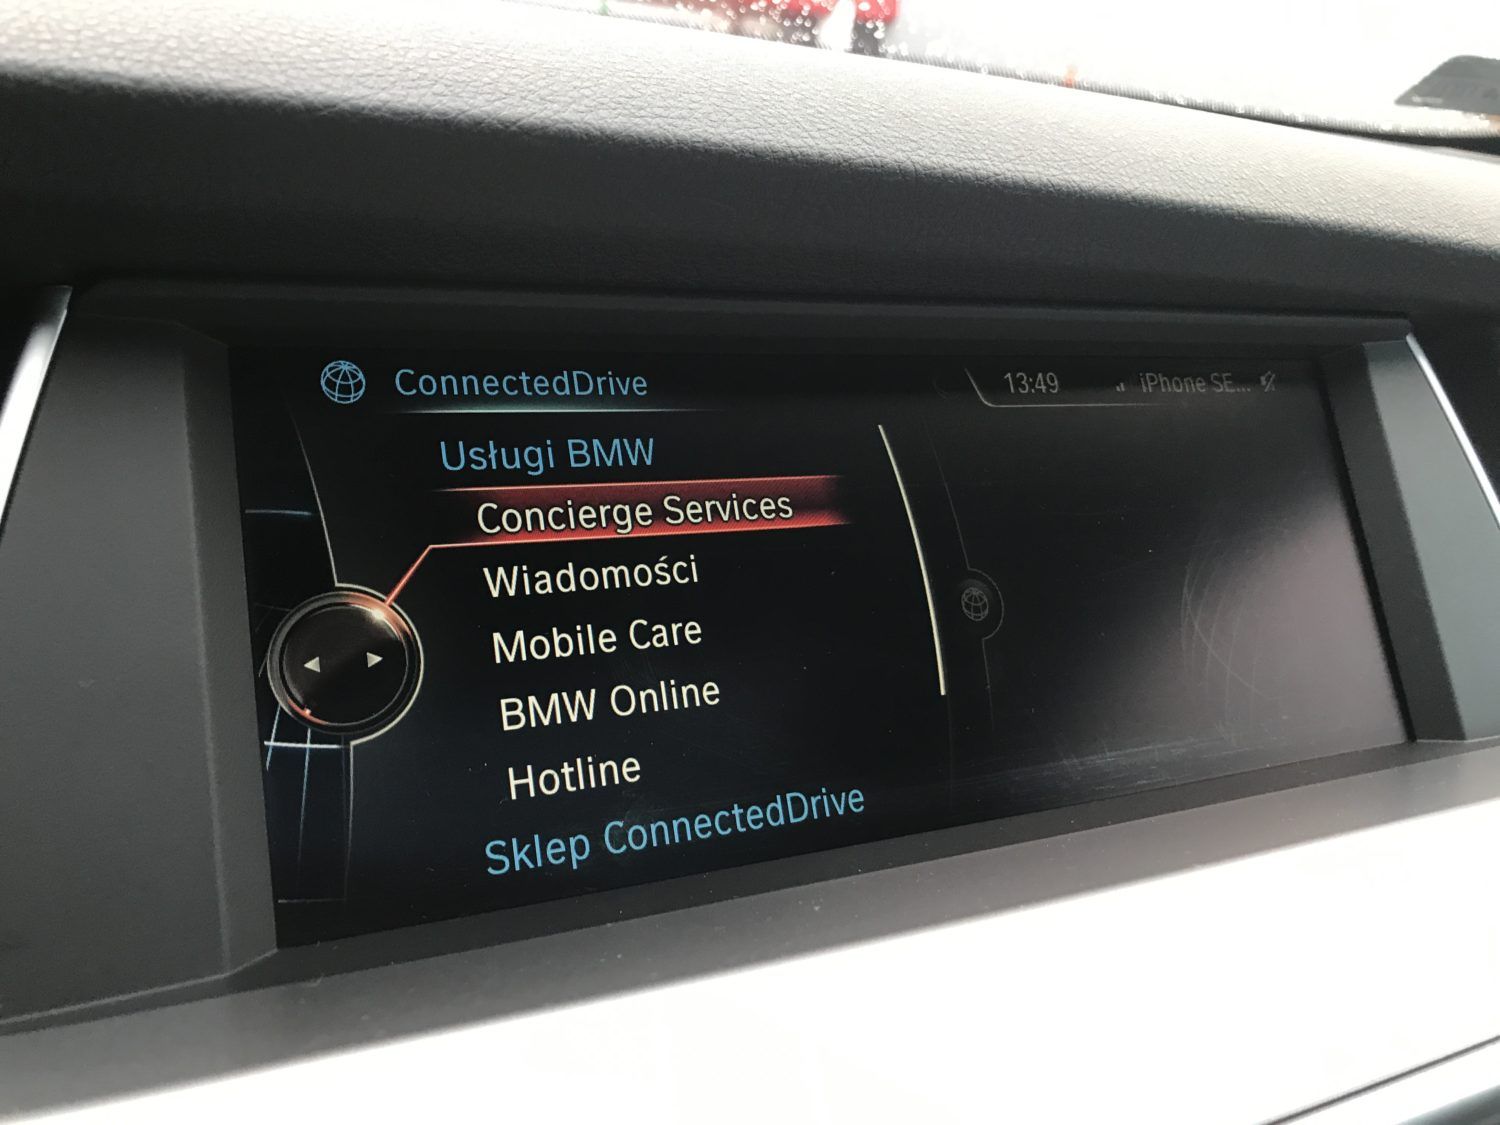 ConnectedDrive
13:49 iPhone SE...
Usługi BMW
Concierge Services
Wiadomości
Mobile Care
BMW Online
Hotline
Sklep ConnectedDrive